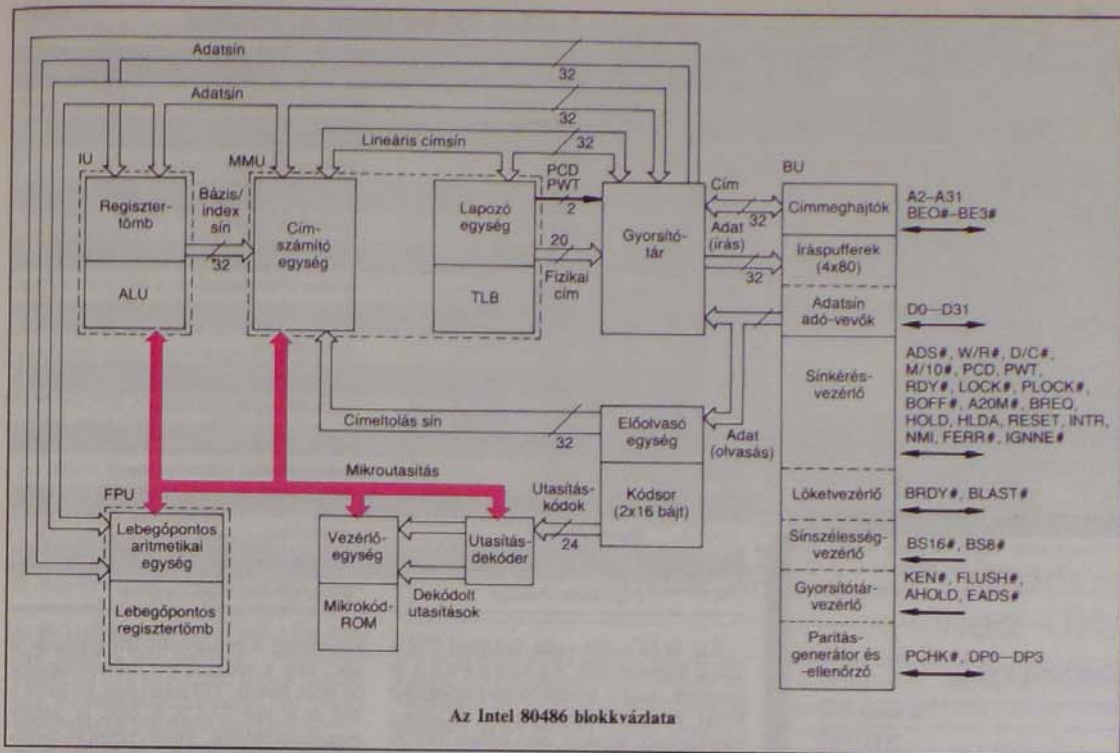 Adatsín
32
Adatsín
32
Lineáris címsín
32
IU
MMU
Regiszter-
tömb
ALU
Bázis/
index
sín
32
Cím-
számító
egység
Lapozó
egység
TLB
PCD
PWT
2
20
Fizikai
cím
Gyorsító-
tár
Cím
32
Adat
(írás)
32
BU
Címmeghajtók
A2–A31
BEO#–BE3#
Íráspufferek
(4x80)
Adatsín
adó-vevők
D0—D31
Sínkérés-
vezérlő
ADS#, W/R#, D/C#,
M/10#, PCD, PWT,
RDY#, LOCK#, PLOCK#,
BOFF#, A20M#, BREQ,
HOLD, HLDA, RESET, INTR,
NMI, FERR#, IGNNE#
Löketvezérlő
BRDY#, BLAST#
Sínszélesség-
vezérlő
BS16#, BS8#
Gyorsítótár-
vezérlő
KEN#, FLUSH#,
AHOLD, EADS#
Paritás-
generátor és
-ellenőrző
PCHK#, DP0—DP3
Címeltolás sín
32
Előolvasó
egység
Kódsor
(2x16 bájt)
Adat
(olvasás)
Mikroutasítás
Utasítás-
kódok
24
FPU
Lebegőpontos
aritmetikai
egység
Lebegőpontos
regisztertömb
Vezérlő-
egység
Mikrokód-
ROM
Utasítás-
dekóder
Dekódolt
utasítások
Az Intel 80486 blokkvázlata